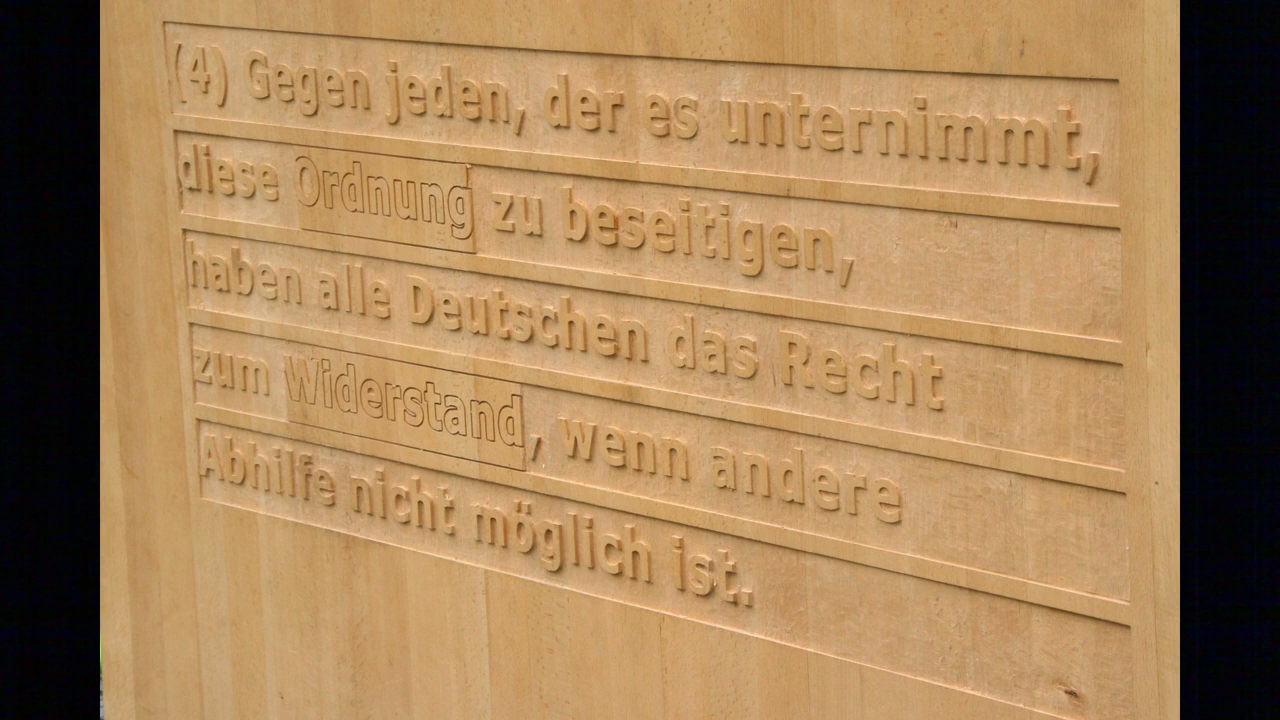 (4) Gegen jeden, der es unternimmt,
diese Ordnung zu beseitigen,
haben alle Deutschen das Recht
zum Widerstand, wenn andere
Abhilfe nicht möglich ist.